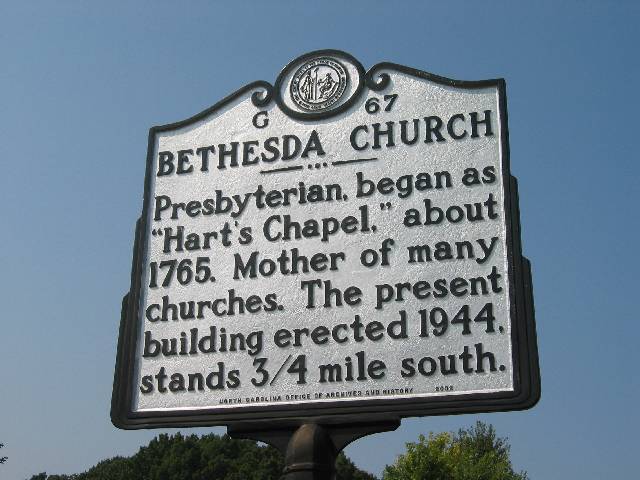 G 67
BETHESDA CHURCH
Presbyterian, began as
"Hart's Chapel," about
1765. Mother of many
churches. The present
building erected 1944,
stands 3/4 mile south.
NORTH CAROLINA OFFICE OF ARCHIVES AND HISTORY 2002